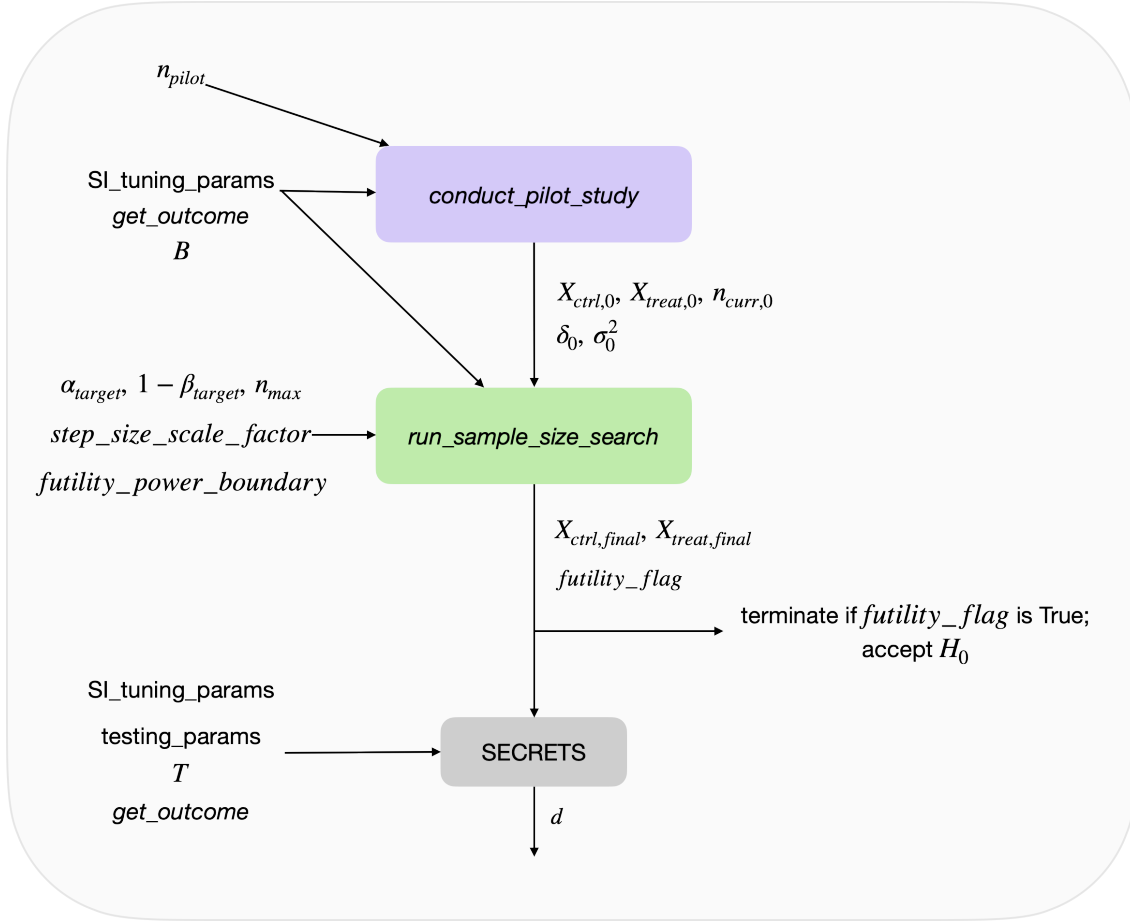 n_pilot
SI_tuning_params
get_outcome
B
conduct_pilot_study
X_ctrl,0, X_treat,0, n_curr,0
δ_0, σ_0^2
α_target, 1 − β_target, n_max
step_size_scale_factor
futility_power_boundary
run_sample_size_search
X_ctrl,final, X_treat,final
futility_flag
terminate if futility_flag is True;
accept H_0
SI_tuning_params
testing_params
T
get_outcome
SECRETS
d